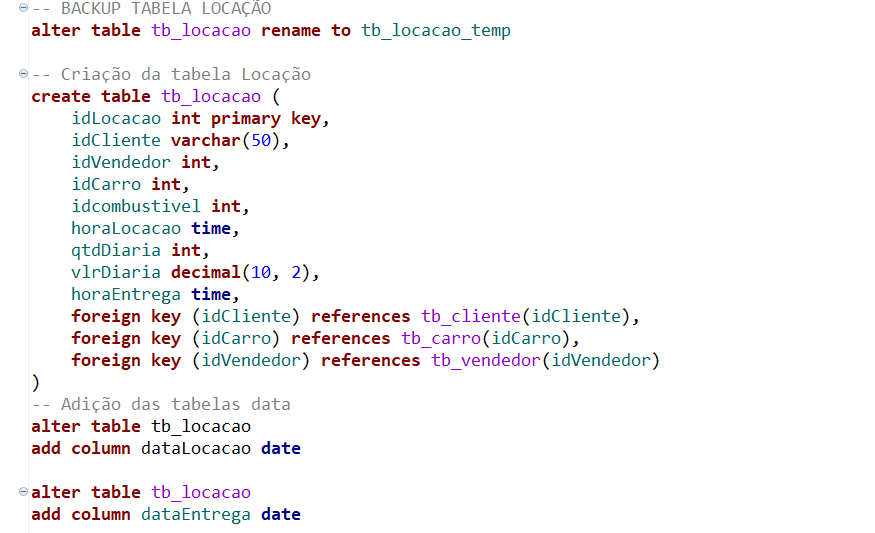 -- BACKUP TABELA LOCAÇÃO
alter table tb_locacao rename to tb_locacao_temp
-- Criação da tabela Locação
create table tb_locacao (
idLocacao int primary key,
idCliente varchar(50),
idVendedor int,
idCarro int,
idcombustivel int,
horaLocacao time,
qtdDiaria int,
vlrDiaria decimal(10, 2),
horaEntrega time,
foreign key (idCliente) references tb_cliente(idCliente),
foreign key (idCarro) references tb_carro(idCarro),
foreign key (idVendedor) references tb_vendedor(idVendedor)
)
-- Adição das tabelas data
alter table tb_locacao
add column dataLocacao date
alter table tb_locacao
add column dataEntrega date